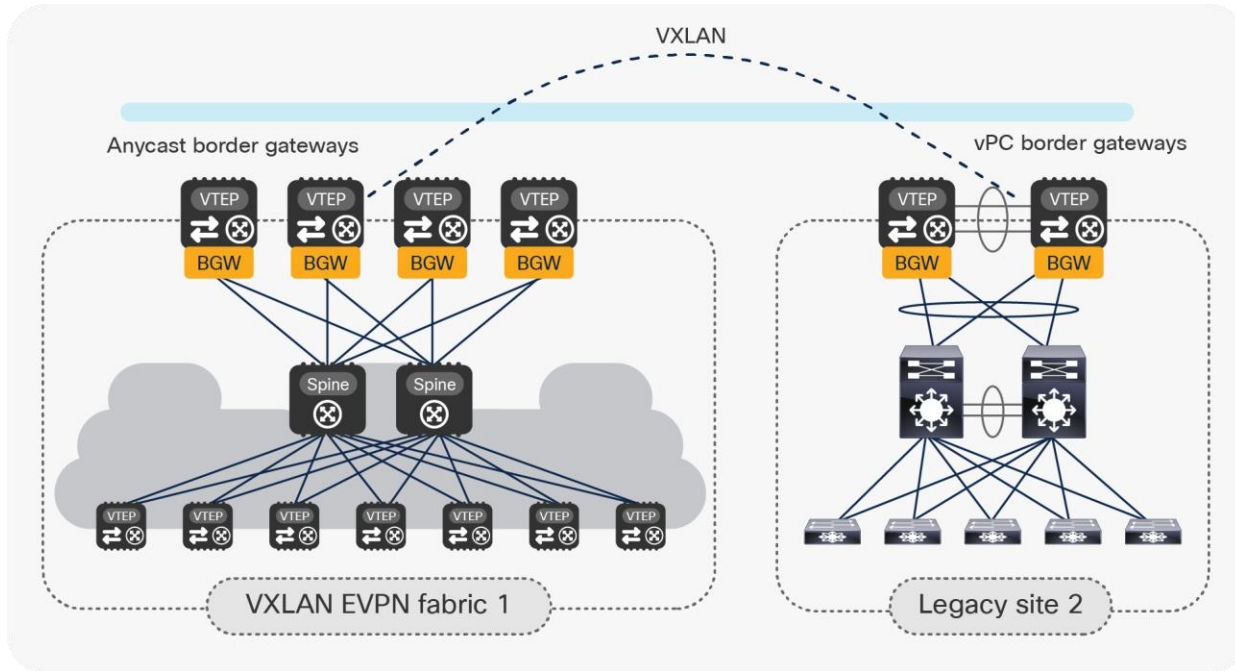 VXLAN
Anycast border gateways
vPC border gateways
VTEP
VTEP
VTEP
VTEP
VTEP
VTEP
BGW
BGW
BGW
BGW
BGW
BGW
Spine
Spine
VTEP
VTEP
VTEP
VTEP
VTEP
VTEP
VTEP
VXLAN EVPN fabric 1
Legacy site 2